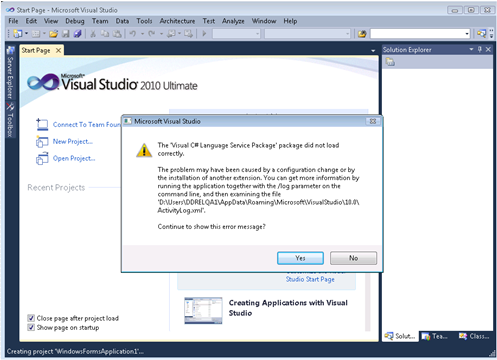 Start Page - Microsoft Visual Studio
File Edit View Debug Team Data Tools Architecture Test Analyze Window Help
Server Explorer
Toolbox
Start Page
Solution Explorer
Microsoft®
Visual Studio® 2010 Ultimate
Connect To Team Foun
New Project...
Open Project...
Recent Projects
Microsoft Visual Studio
The 'Visual C# Language Service Package' package did not load
correctly.
The problem may have been caused by a configuration change or by
the installation of another extension. You can get more information by
running the application together with the /log parameter on the
command line, and then examining the file
'D:\Users\DDRELQA1\AppData\Roaming\Microsoft\VisualStudio\10.0\
ActivityLog.xml'.
Continue to show this error message?
Yes
No
Studio Start Page
Creating Applications with Visual
Studio
Close page after project load
Show page on startup
Solut...
Tea...
Class...
Creating project 'WindowsFormsApplication1'...